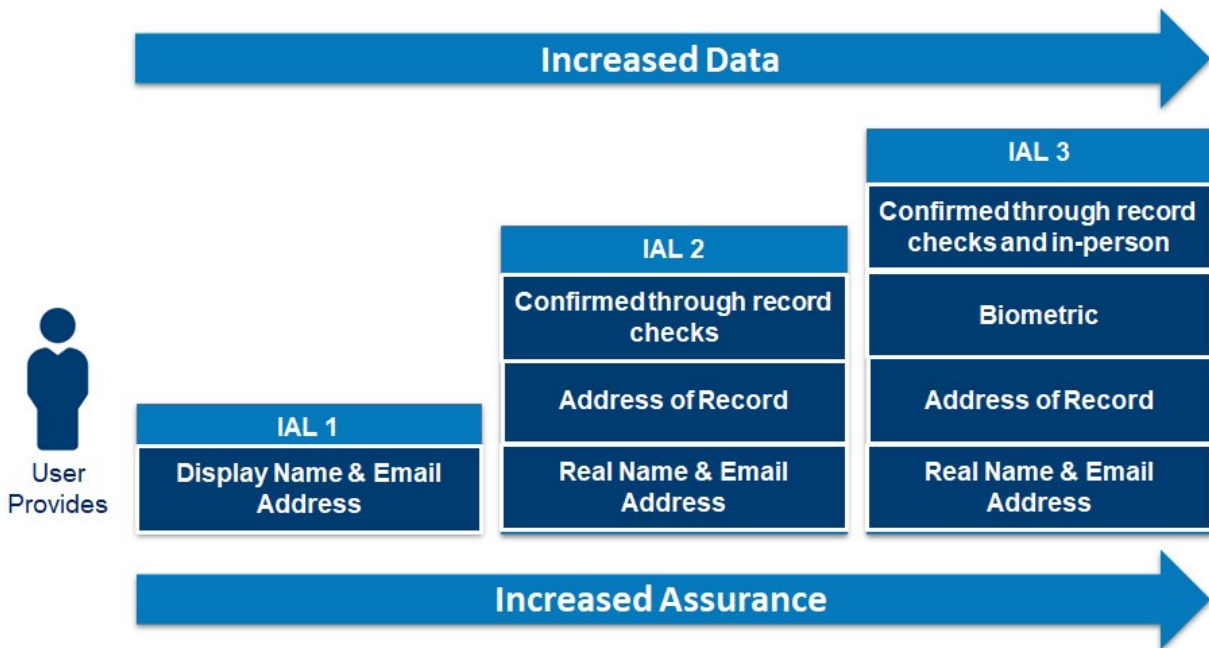 Increased Data
IAL 3
Confirmed through record
checks and in-person
Biometric
Address of Record
Real Name & Email
Address
IAL 2
Confirmed through record
checks
Address of Record
Real Name & Email
Address
IAL 1
Display Name & Email
Address
User
Provides
Increased Assurance